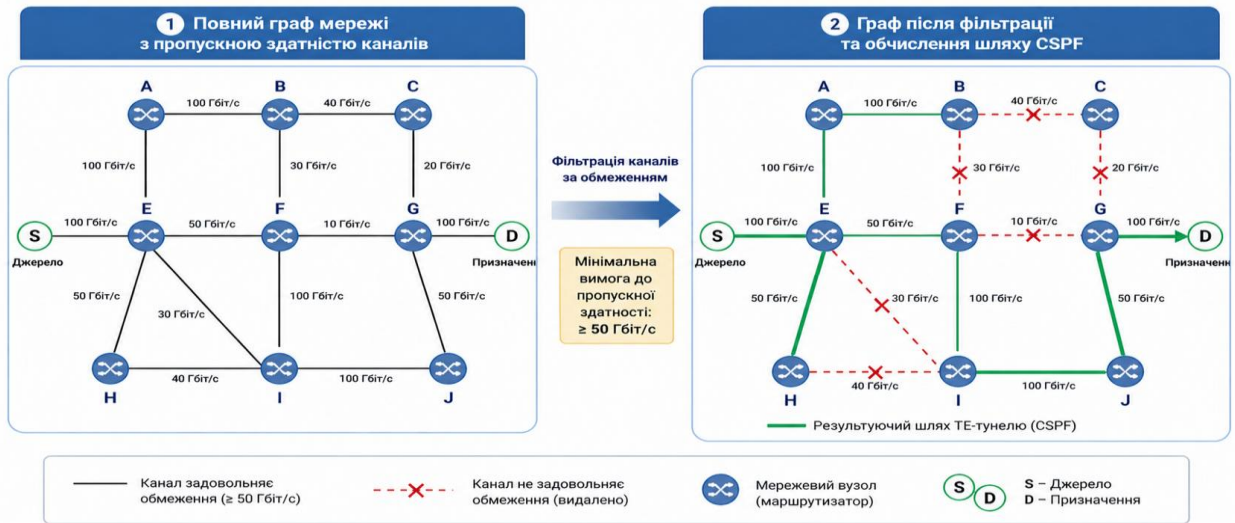 1 Повний граф мережі
з пропускною здатністю каналів
A
B
C
100 Гбіт/с
40 Гбіт/с
100 Гбіт/с
30 Гбіт/с
20 Гбіт/с
E
F
G
100 Гбіт/с
50 Гбіт/с
10 Гбіт/с
100 Гбіт/с
S
D
Джерело
Призначенн
50 Гбіт/с
30 Гбіт/с
100 Гбіт/с
50 Гбіт/с
40 Гбіт/с
100 Гбіт/с
H
I
J
Фільтрація каналів
за обмеженням
Мінімальна
вимога до
пропускної
здатності:
≥ 50 Гбіт/с
2 Граф після фільтрації
та обчислення шляху CSPF
A
B
C
100 Гбіт/с
40 Гбіт/с
100 Гбіт/с
30 Гбіт/с
20 Гбіт/с
E
F
G
100 Гбіт/с
50 Гбіт/с
10 Гбіт/с
100 Гбіт/с
S
D
Джерело
Призначенн
50 Гбіт/с
30 Гбіт/с
100 Гбіт/с
50 Гбіт/с
40 Гбіт/с
100 Гбіт/с
H
I
J
Результуючий шлях TE-тунелю (CSPF)
Канал задовольняє
обмеження (≥ 50 Гбіт/с)
Канал не задовольняє
обмеження (видалено)
Мережевий вузол
(маршрутизатор)
S
D
S – Джерело
D – Призначення